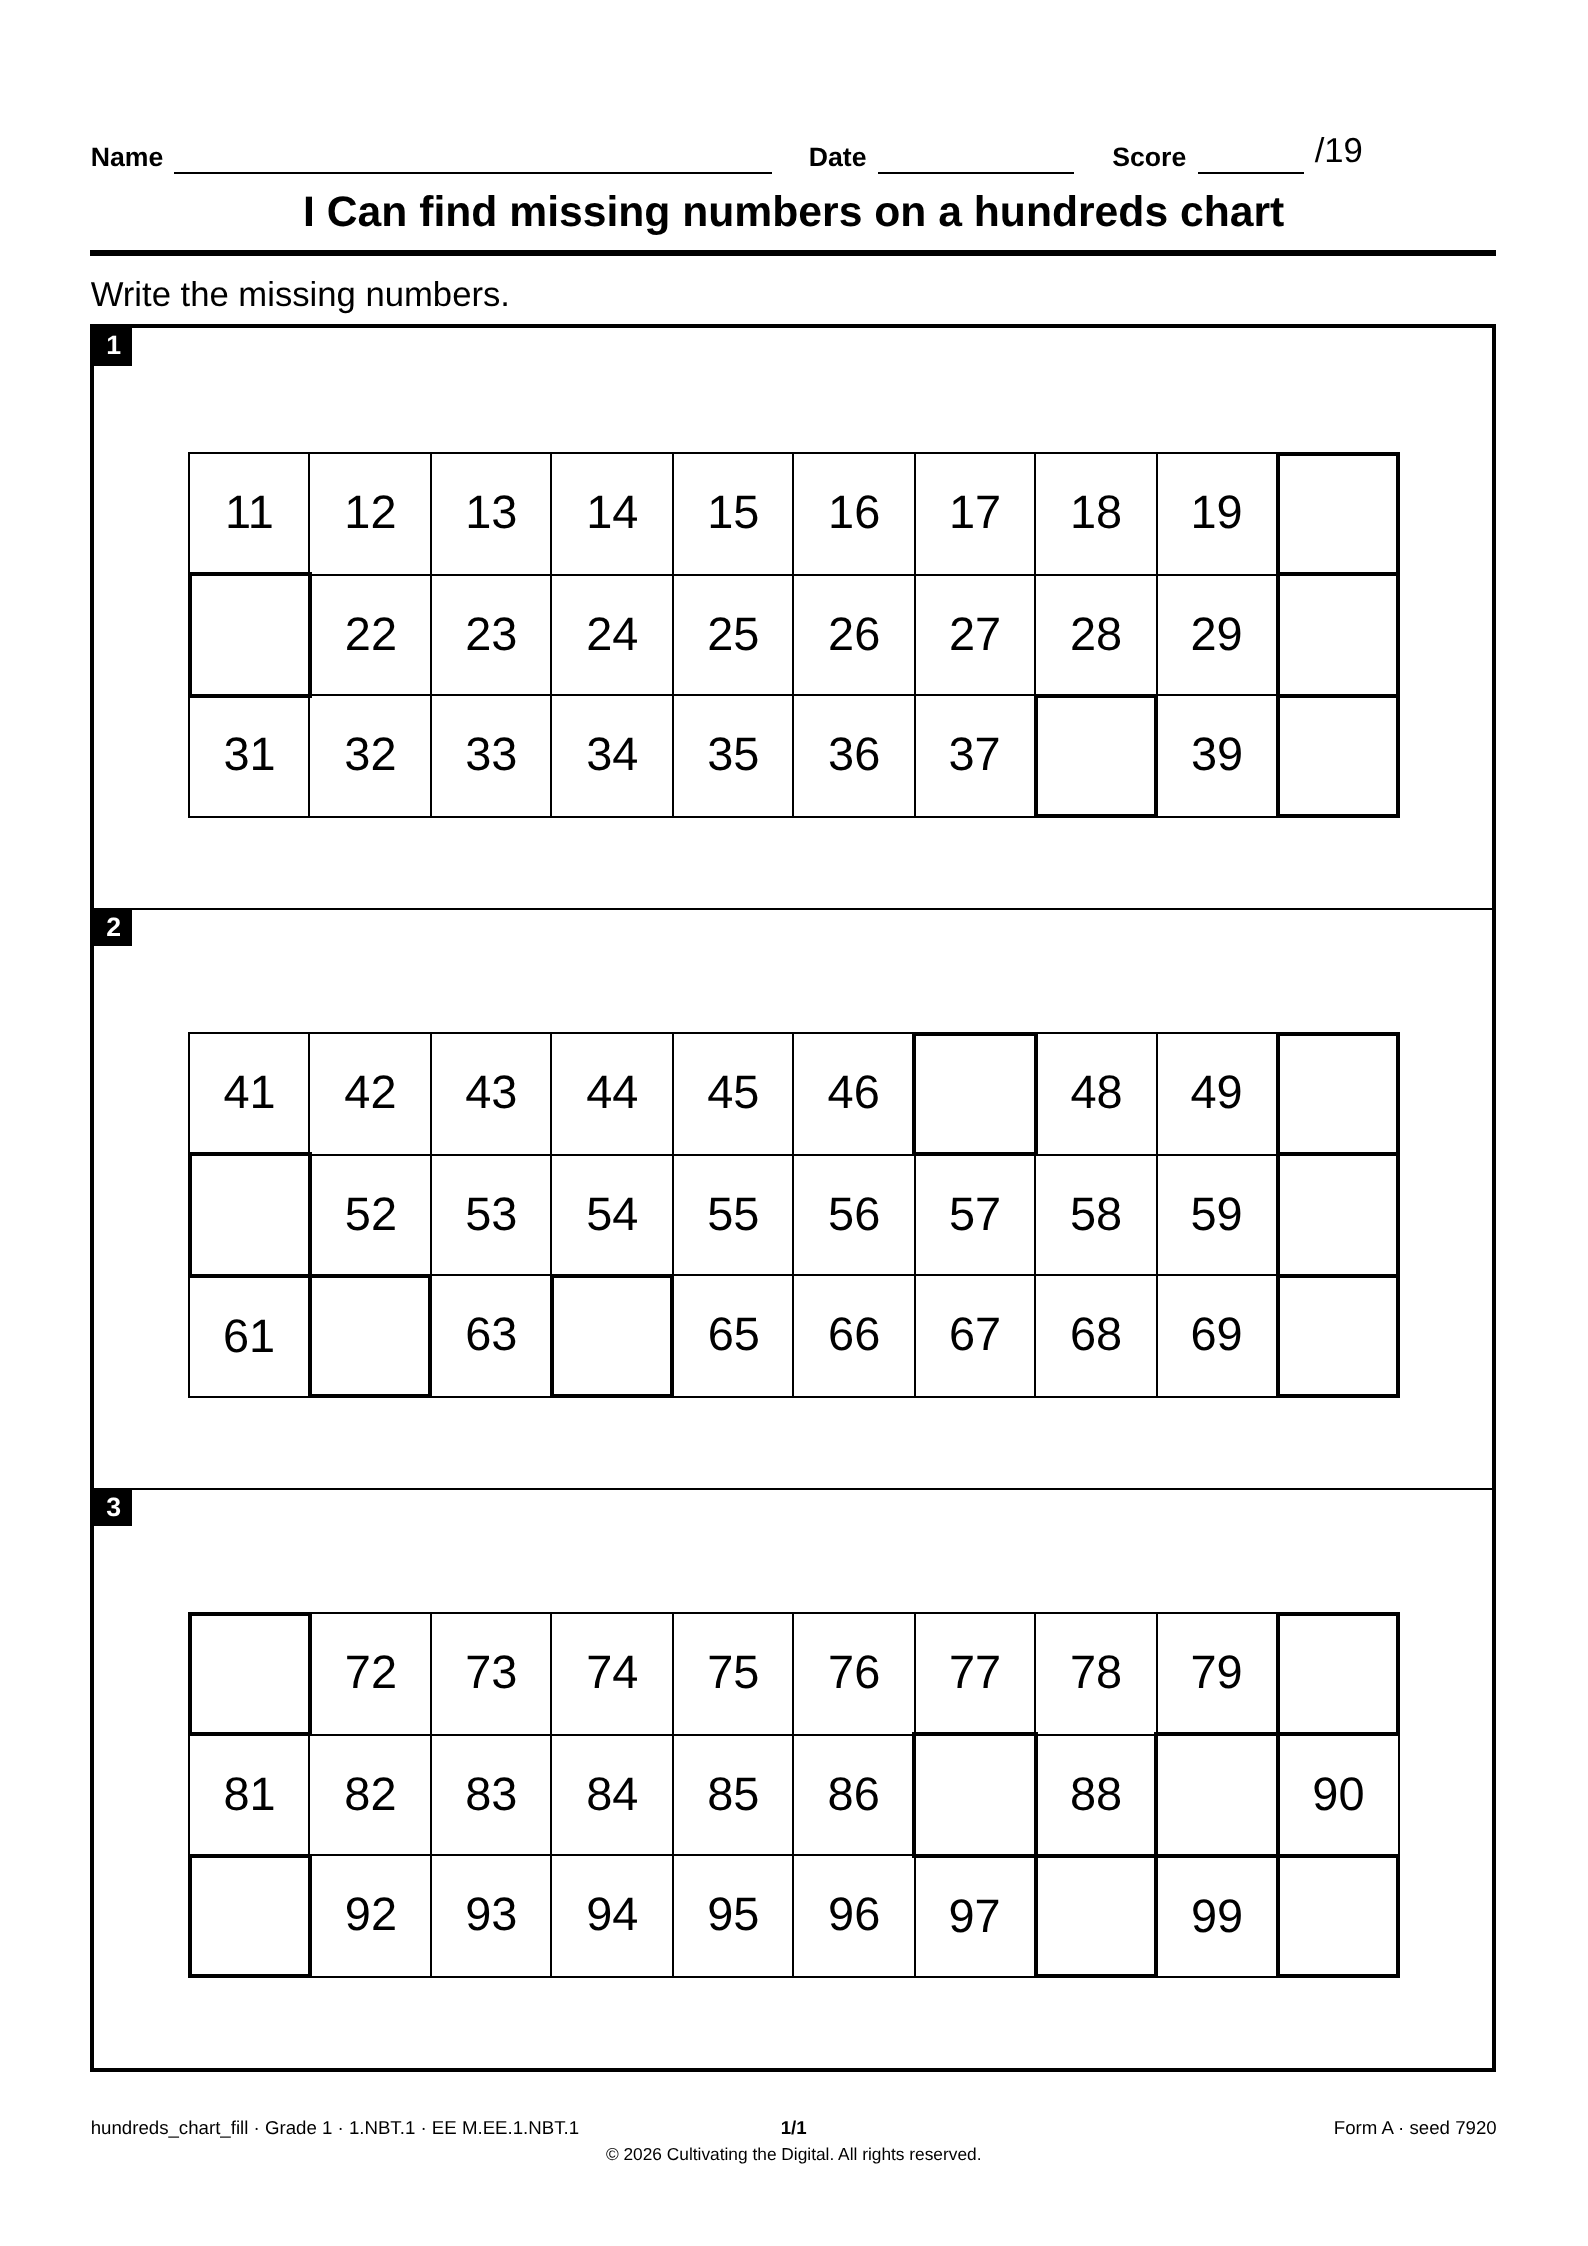 Name Date Score /19
I Can find missing numbers on a hundreds chart
Write the missing numbers.
1
11 12 13 14 15 16 17 18 19
22 23 24 25 26 27 28 29
31 32 33 34 35 36 37 39
2
41 42 43 44 45 46 48 49
52 53 54 55 56 57 58 59
61 63 65 66 67 68 69
3
72 73 74 75 76 77 78 79
81 82 83 84 85 86 88 90
92 93 94 95 96 97 99
hundreds_chart_fill · Grade 1 · 1.NBT.1 · EE M.EE.1.NBT.1 1/1 Form A · seed 7920
© 2026 Cultivating the Digital. All rights reserved.